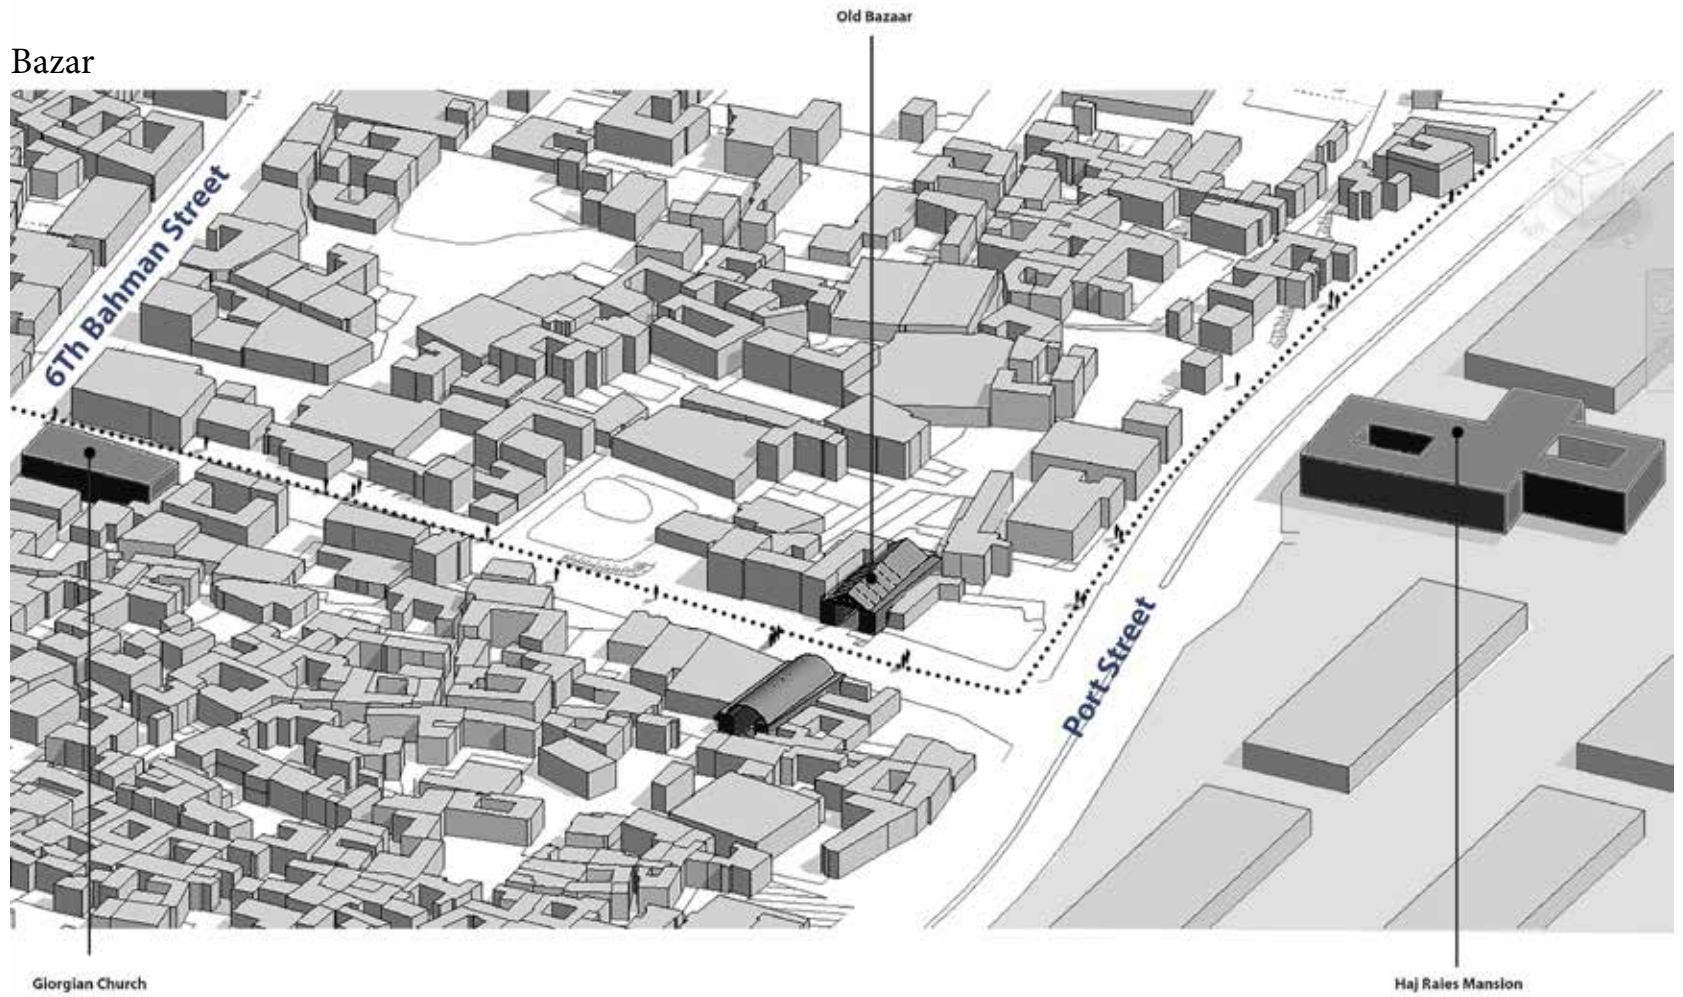 Old Bazaar
Bazar
6Th Bahman Street
Port Street
Giorgian Church
Haj Raies Mansion